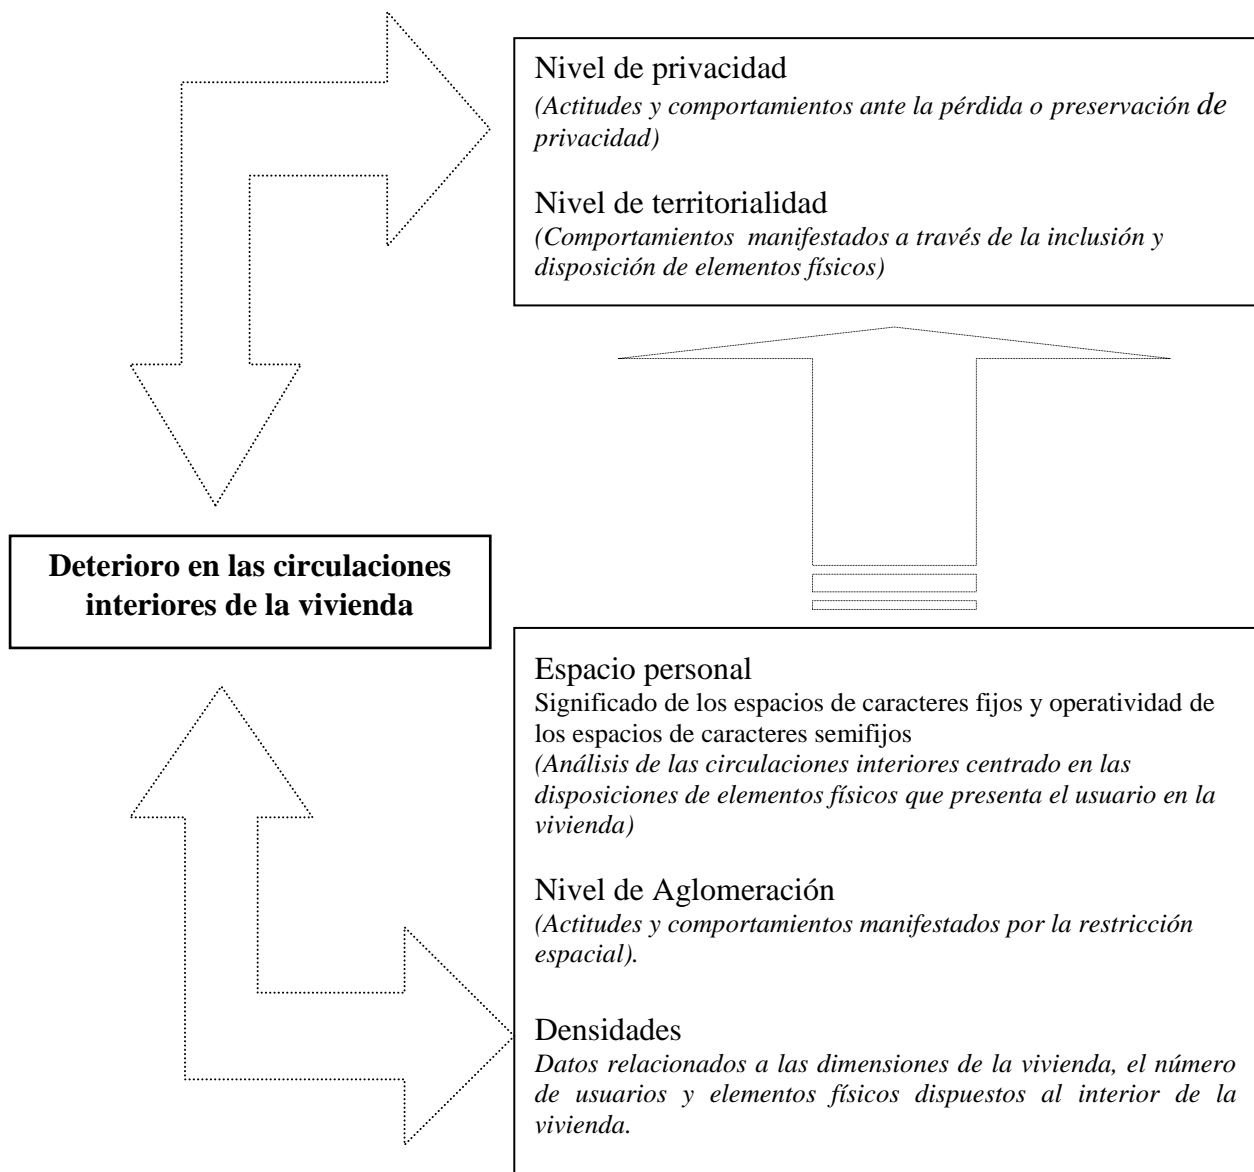 Nivel de privacidad
(Actitudes y comportamientos ante la pérdida o preservación de
privacidad)
Nivel de territorialidad
(Comportamientos manifestados a través de la inclusión y
disposición de elementos físicos)
Deterioro en las circulaciones
interiores de la vivienda
Espacio personal
Significado de los espacios de caracteres fijos y operatividad de
los espacios de caracteres semifijos
(Análisis de las circulaciones interiores centrado en las
disposiciones de elementos físicos que presenta el usuario en la
vivienda)
Nivel de Aglomeración
(Actitudes y comportamientos manifestados por la restricción
espacial).
Densidades
Datos relacionados a las dimensiones de la vivienda, el número
de usuarios y elementos físicos dispuestos al interior de la
vivienda.